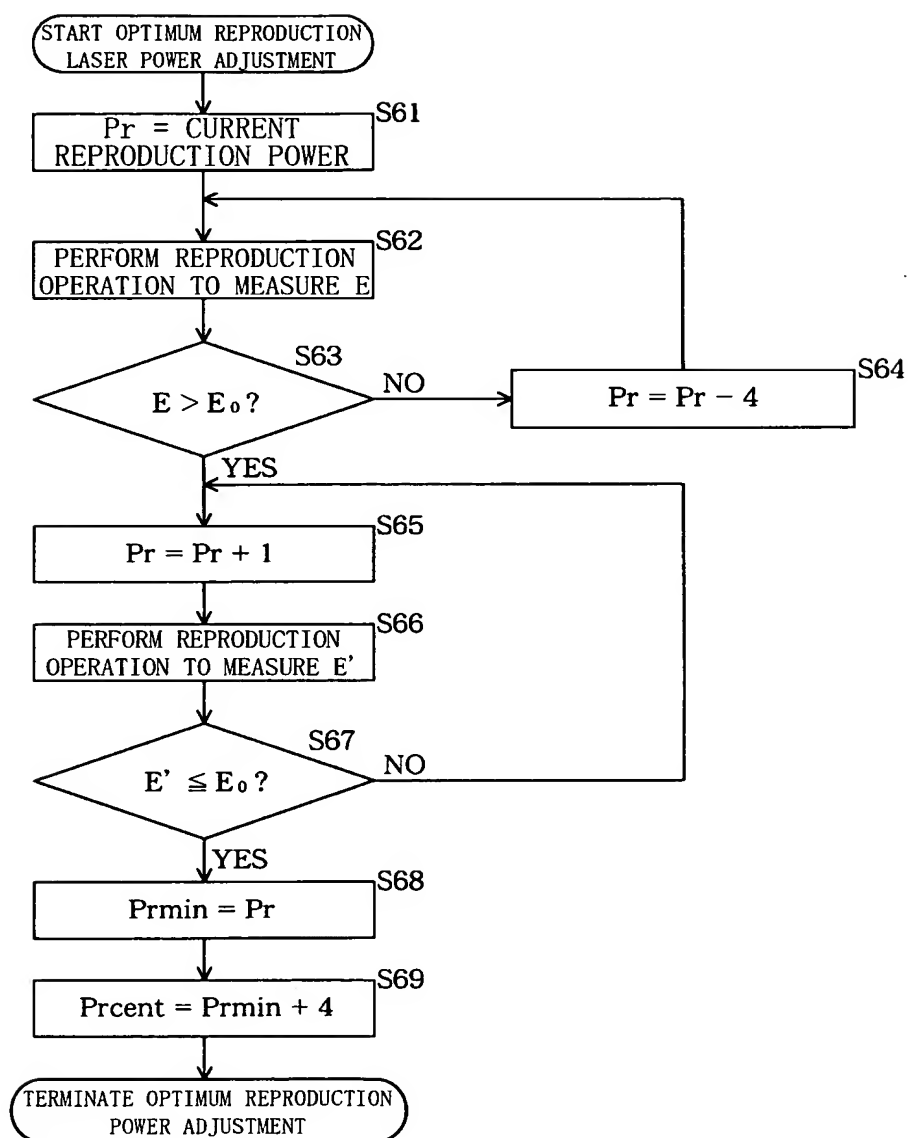 START OPTIMUM REPRODUCTION
LASER POWER ADJUSTMENT
S61
Pr = CURRENT
REPRODUCTION POWER
S62
PERFORM REPRODUCTION
OPERATION TO MEASURE E
S63
E > E₀?
NO
S64
Pr = Pr − 4
YES
S65
Pr = Pr + 1
S66
PERFORM REPRODUCTION
OPERATION TO MEASURE E'
S67
E' ≦ E₀?
NO
YES
S68
Prmin = Pr
S69
Prcent = Prmin + 4
TERMINATE OPTIMUM REPRODUCTION
POWER ADJUSTMENT